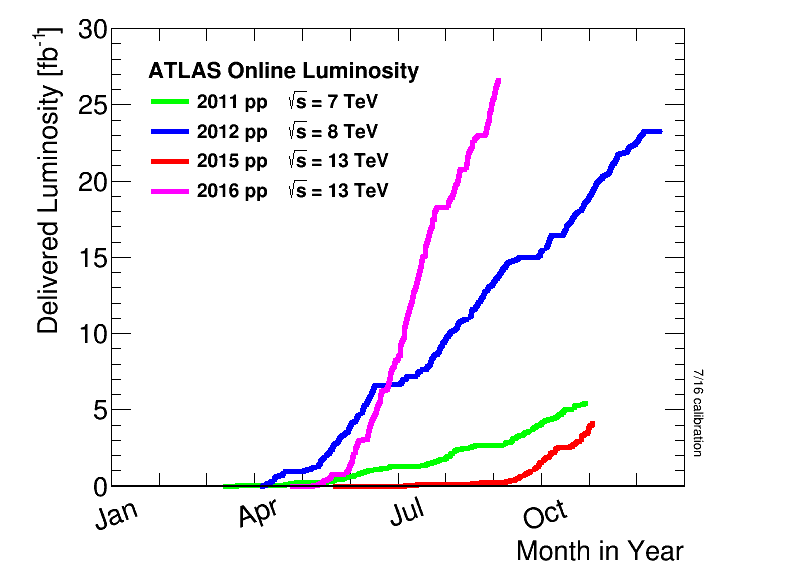 Delivered Luminosity [fb⁻¹]
30
25
20
15
10
5
0
ATLAS Online Luminosity
2011 pp √s = 7 TeV
2012 pp √s = 8 TeV
2015 pp √s = 13 TeV
2016 pp √s = 13 TeV
7/16 calibration
Jan Apr Jul Oct
Month in Year